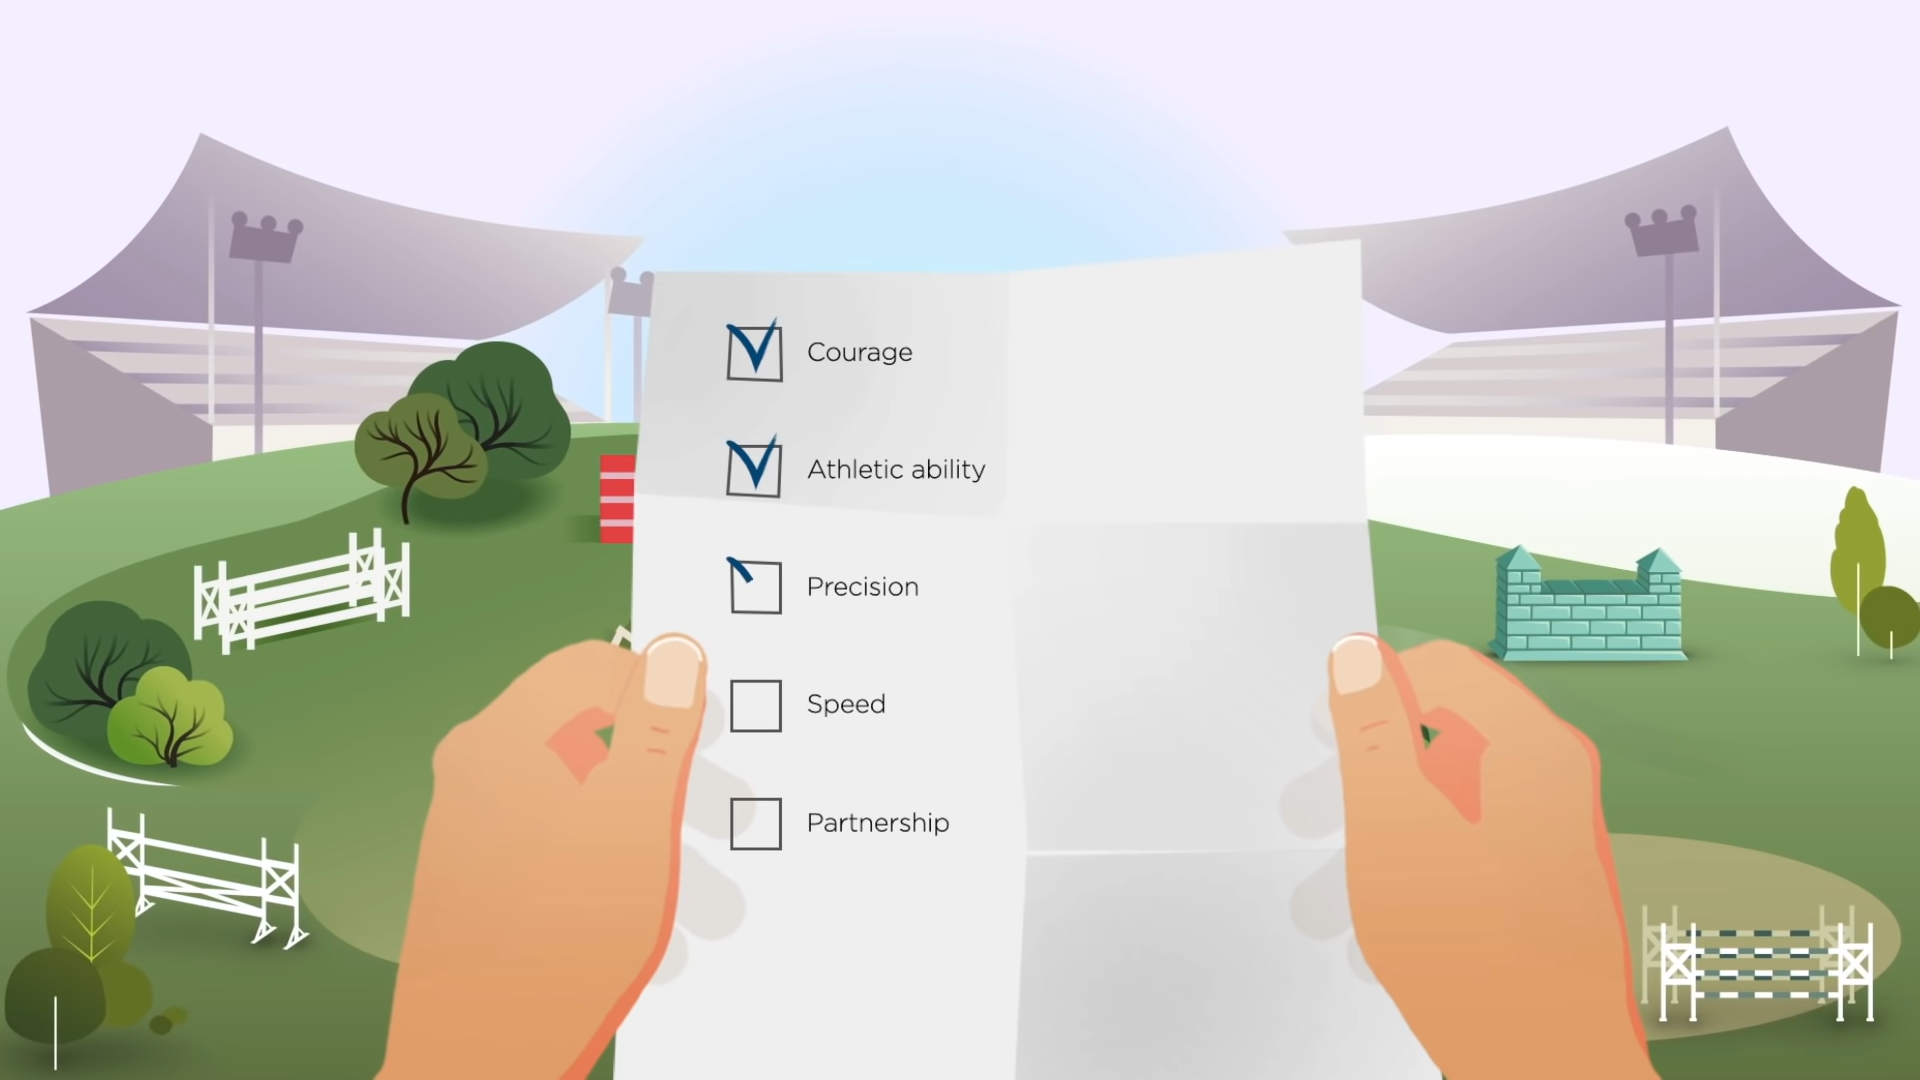 Courage
Athletic ability
Precision
Speed
Partnership